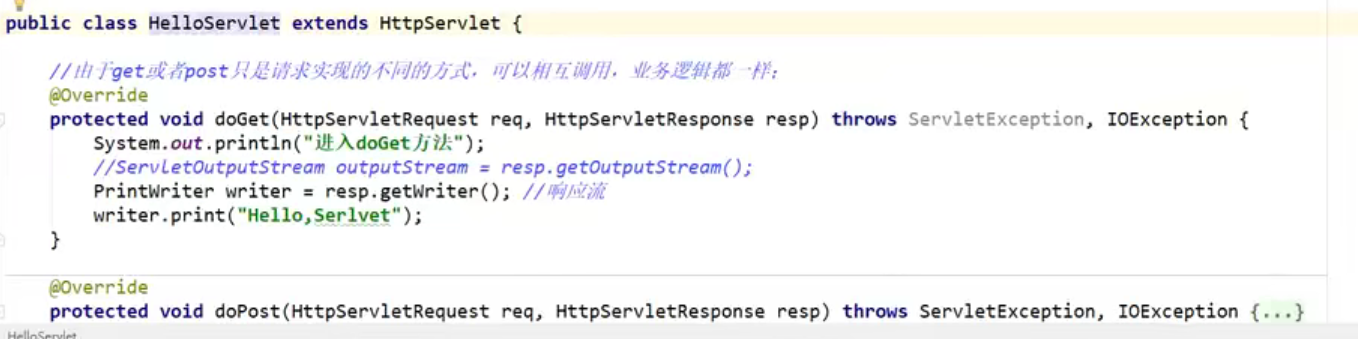 public class HelloServlet extends HttpServlet {
//由于get或者post只是请求实现的不同的方式，可以相互调用，业务逻辑都一样；
@Override
protected void doGet(HttpServletRequest req, HttpServletResponse resp) throws ServletException, IOException {
System.out.println("进入doGet方法");
//ServletOutputStream outputStream = resp.getOutputStream();
PrintWriter writer = resp.getWriter(); //响应流
writer.print("Hello,Serlvet");
}
@Override
protected void doPost(HttpServletRequest req, HttpServletResponse resp) throws ServletException, IOException {...}
HelloServlet